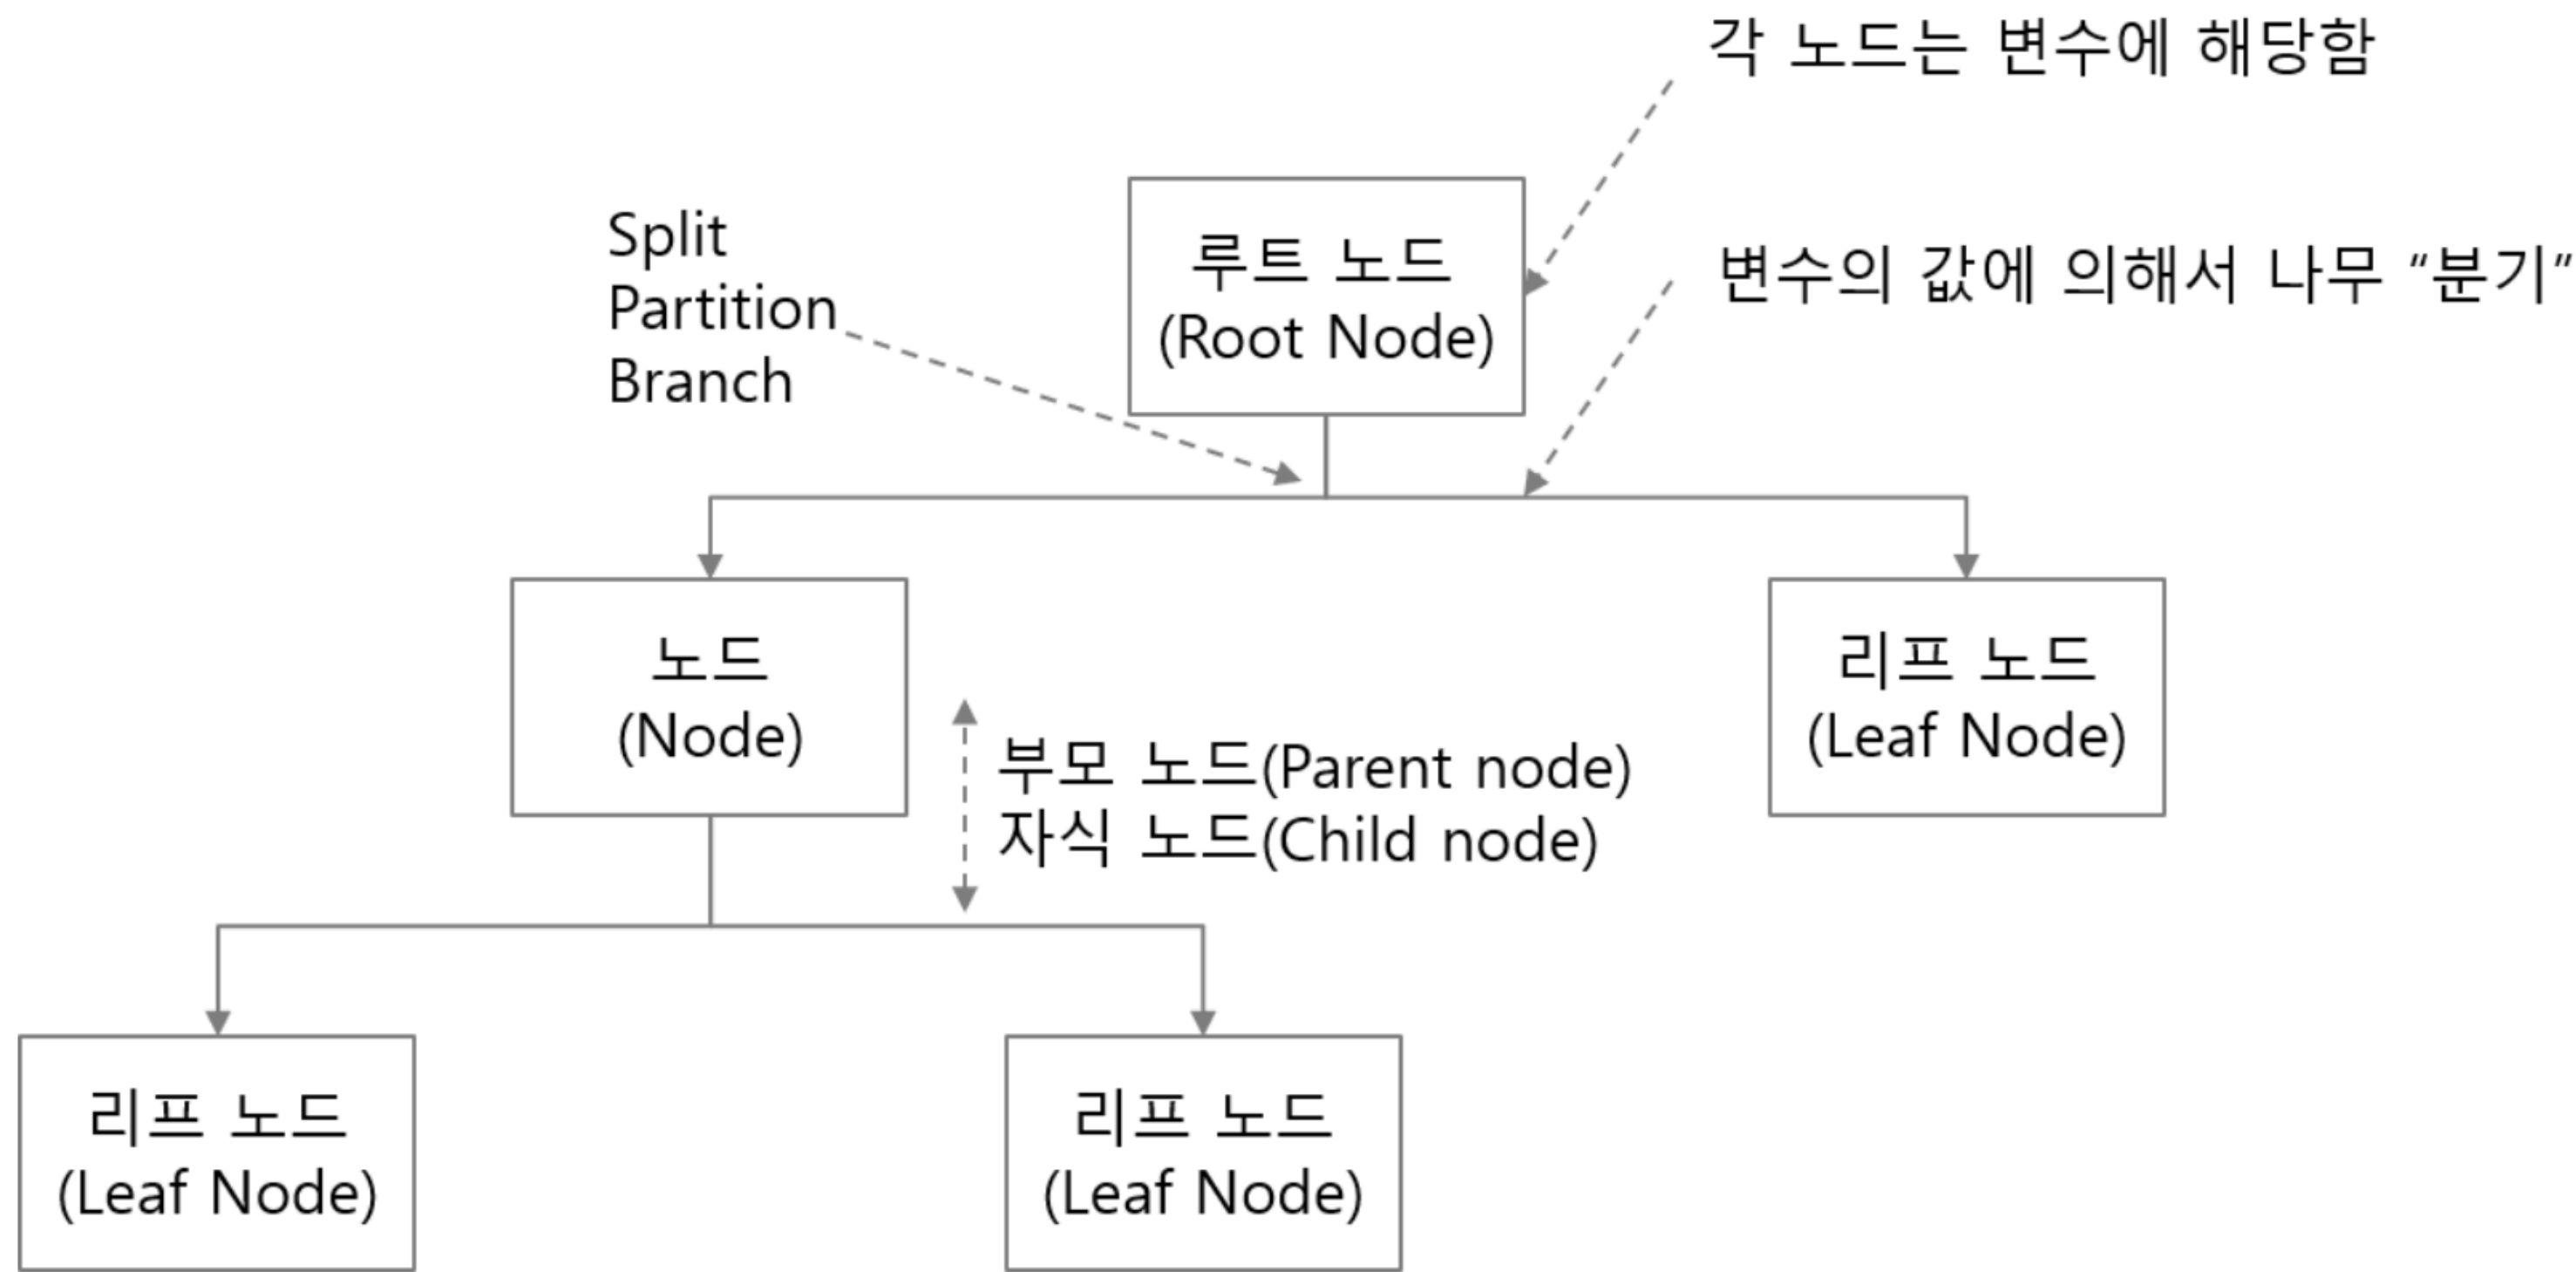 각 노드는 변수에 해당함
Split
Partition
Branch
루트 노드
(Root Node)
변수의 값에 의해서 나무 “분기”
노드
(Node)
리프 노드
(Leaf Node)
부모 노드(Parent node)
자식 노드(Child node)
리프 노드
(Leaf Node)
리프 노드
(Leaf Node)